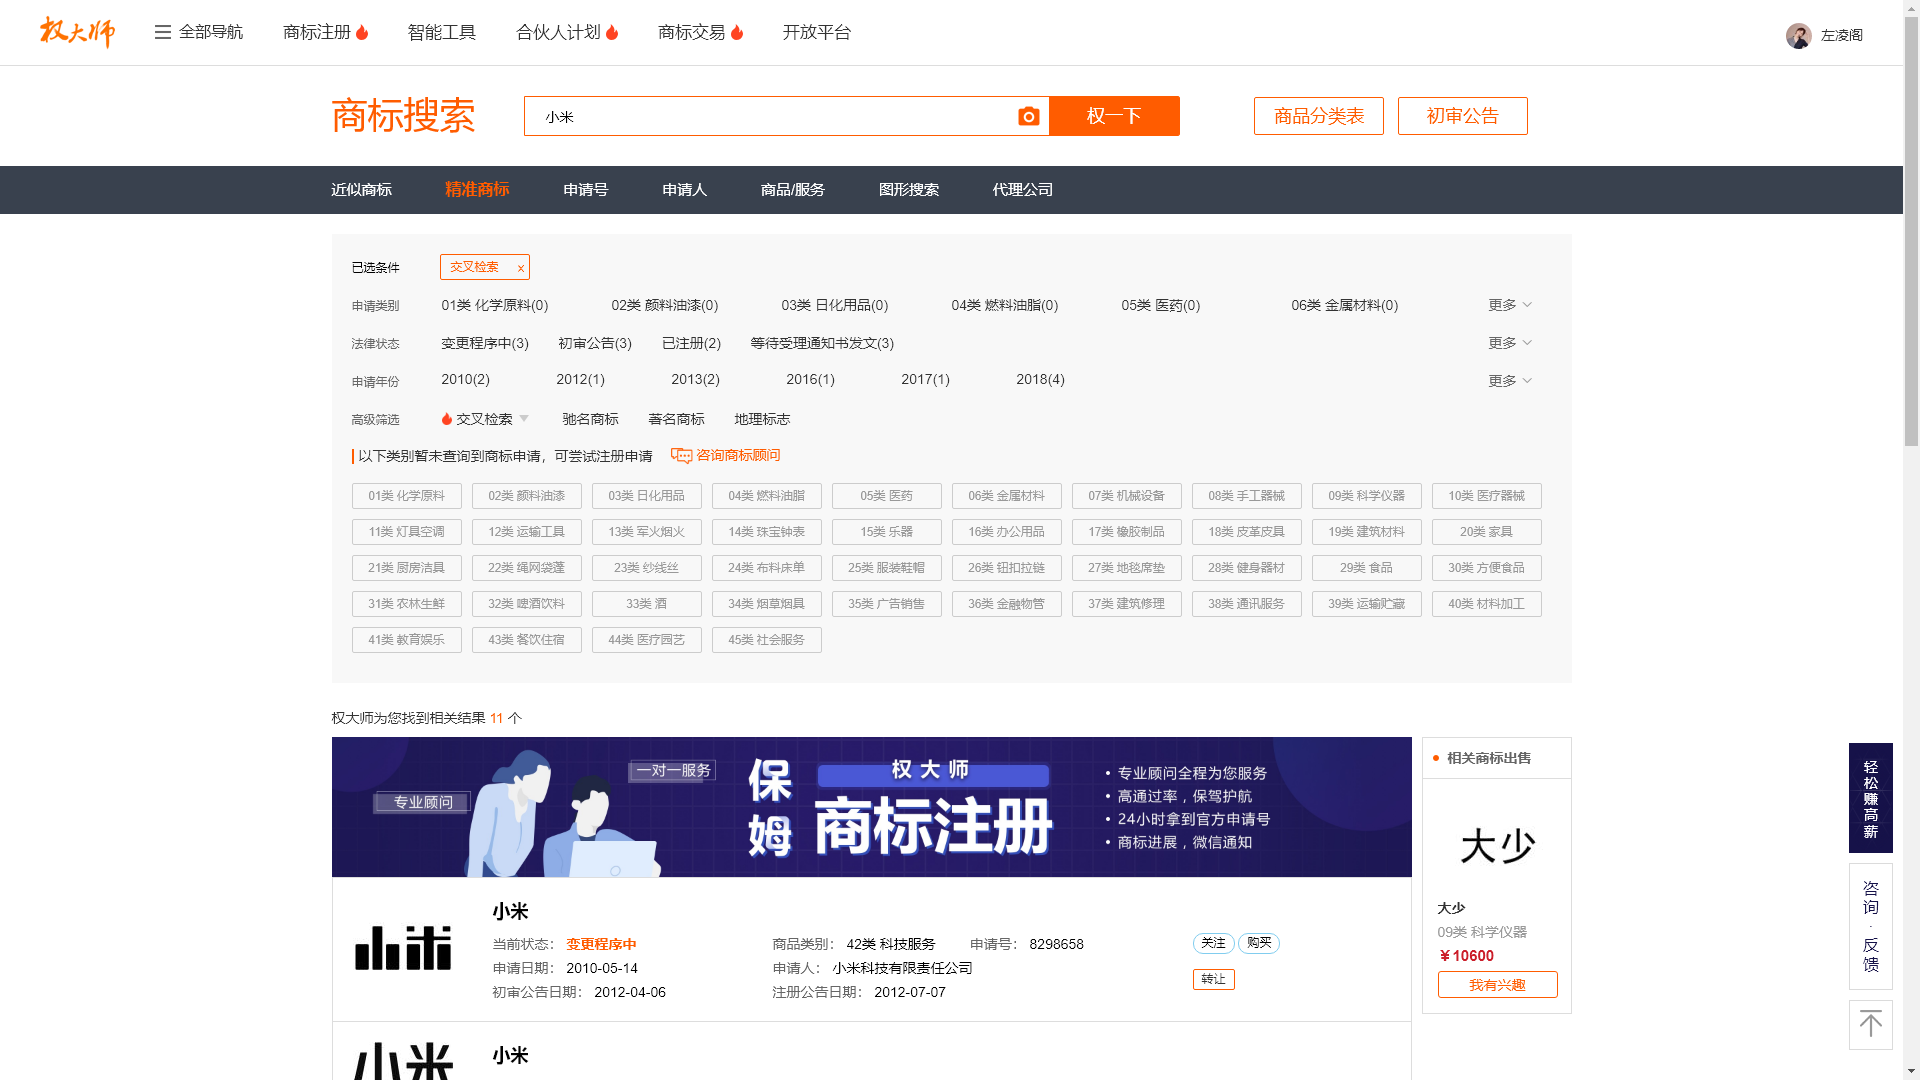 权大师 全部导航 商标注册 智能工具 合伙人计划 商标交易 开放平台 左凌阁
商标搜索 小米 权一下 商品分类表 初审公告
近似商标 精准商标 申请号 申请人 商品/服务 图形搜索 代理公司
已选条件 交叉检索 x
申请类别 01类 化学原料(0) 02类 颜料油漆(0) 03类 日化用品(0) 04类 燃料油脂(0) 05类 医药(0) 06类 金属材料(0) 更多
法律状态 变更程序中(3) 初审公告(3) 已注册(2) 等待受理通知书发文(3) 更多
申请年份 2010(2) 2012(1) 2013(2) 2016(1) 2017(1) 2018(4) 更多
高级筛选 交叉检索 驰名商标 著名商标 地理标志
以下类别暂未查询到商标申请，可尝试注册申请 咨询商标顾问
01类 化学原料 02类 颜料油漆 03类 日化用品 04类 燃料油脂 05类 医药 06类 金属材料 07类 机械设备 08类 手工器械 09类 科学仪器 10类 医疗器械
11类 灯具空调 12类 运输工具 13类 军火烟火 14类 珠宝钟表 15类 乐器 16类 办公用品 17类 橡胶制品 18类 皮革皮具 19类 建筑材料 20类 家具
21类 厨房洁具 22类 绳网袋蓬 23类 纱线丝 24类 布料床单 25类 服装鞋帽 26类 钮扣拉链 27类 地毯席垫 28类 健身器材 29类 食品 30类 方便食品
31类 农林生鲜 32类 啤酒饮料 33类 酒 34类 烟草烟具 35类 广告销售 36类 金融物管 37类 建筑修理 38类 通讯服务 39类 运输贮藏 40类 材料加工
41类 教育娱乐 43类 餐饮住宿 44类 医疗园艺 45类 社会服务
权大师为您找到相关结果 11 个
专业顾问
一对一服务
保姆
权大师
商标注册
• 专业顾问全程为您服务
• 高通过率，保驾护航
• 24小时拿到官方申请号
• 商标进展，微信通知
小米
小米
当前状态： 变更程序中 商品类别： 42类 科技服务 申请号： 8298658 关注 购买
申请日期： 2010-05-14 申请人： 小米科技有限责任公司 转让
初审公告日期： 2012-04-06 注册公告日期： 2012-07-07
小米
小米
相关商标出售
大少
大少
09类 科学仪器
￥10600
我有兴趣
轻松赚高薪
咨询·反馈